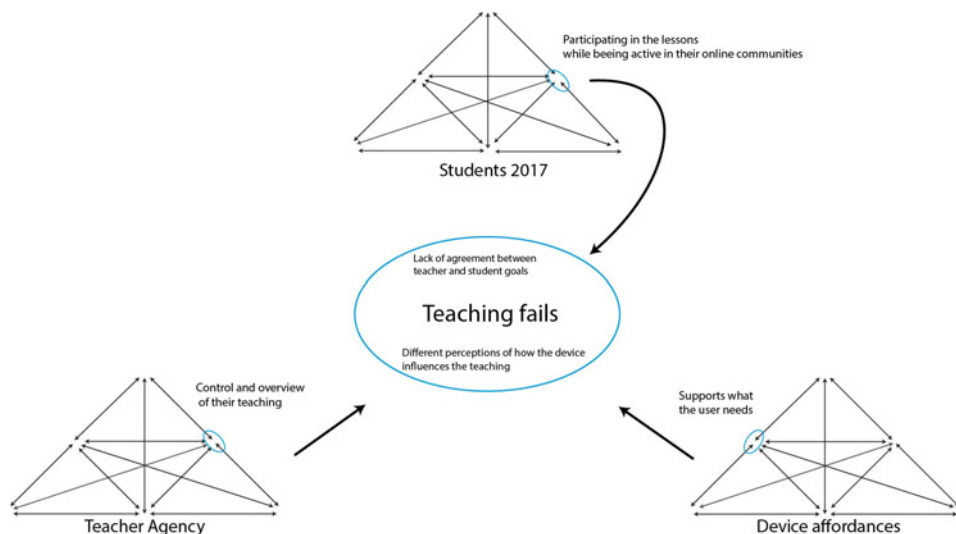 Participating in the lessons
while beeing active in their online communities
Students 2017
Lack of agreement between
teacher and student goals
Teaching fails
Different perceptions of how the device
influences the teaching
Control and overview
of their teaching
Teacher Agency
Supports what
the user needs
Device affordances